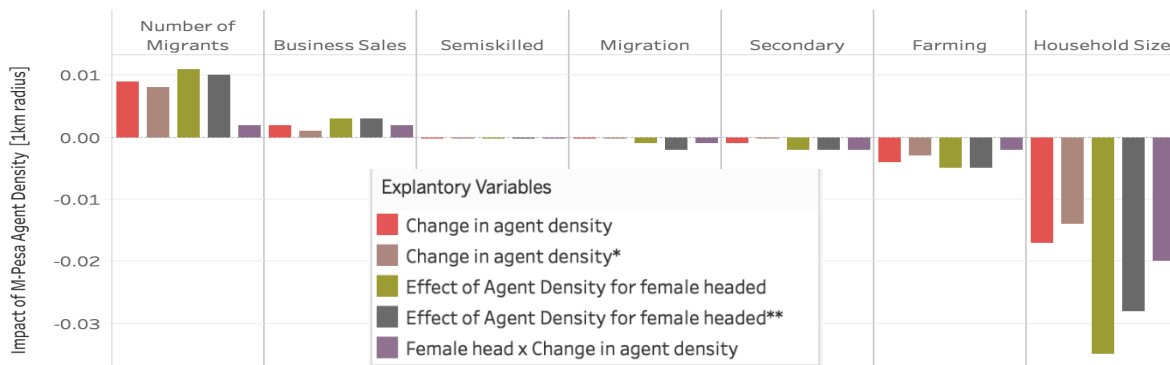 Number of
Migrants
Business Sales
Semiskilled
Migration
Secondary
Farming
Household Size
Impact of M-Pesa Agent Density [1km radius]
0.01
0.00
-0.01
-0.02
-0.03
Explantory Variables
Change in agent density
Change in agent density*
Effect of Agent Density for female headed
Effect of Agent Density for female headed**
Female head x Change in agent density